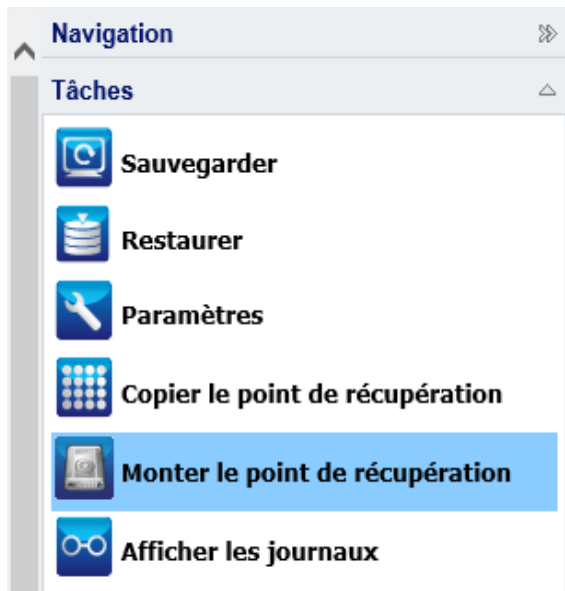 Navigation
Tâches
Sauvegarder
Restaurer
Paramètres
Copier le point de récupération
Monter le point de récupération
Afficher les journaux